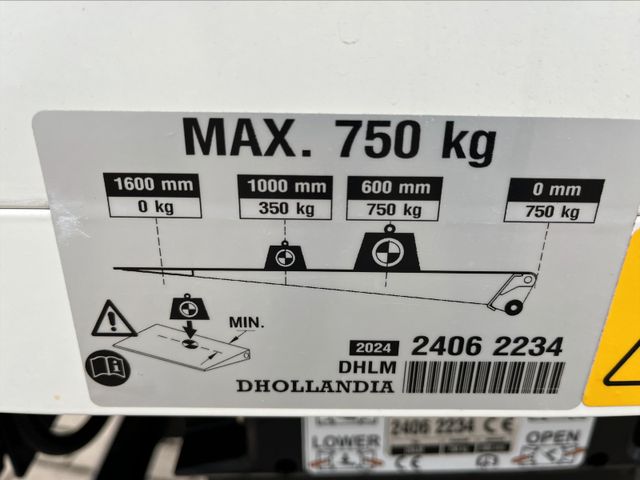 MAX. 750 kg
1600 mm 1000 mm 600 mm 0 mm
0 kg 350 kg 750 kg 750 kg
MIN.
2024 2406 2234
DHLM
DHOLLANDIA
2406 2234 CE
LOWER OPEN